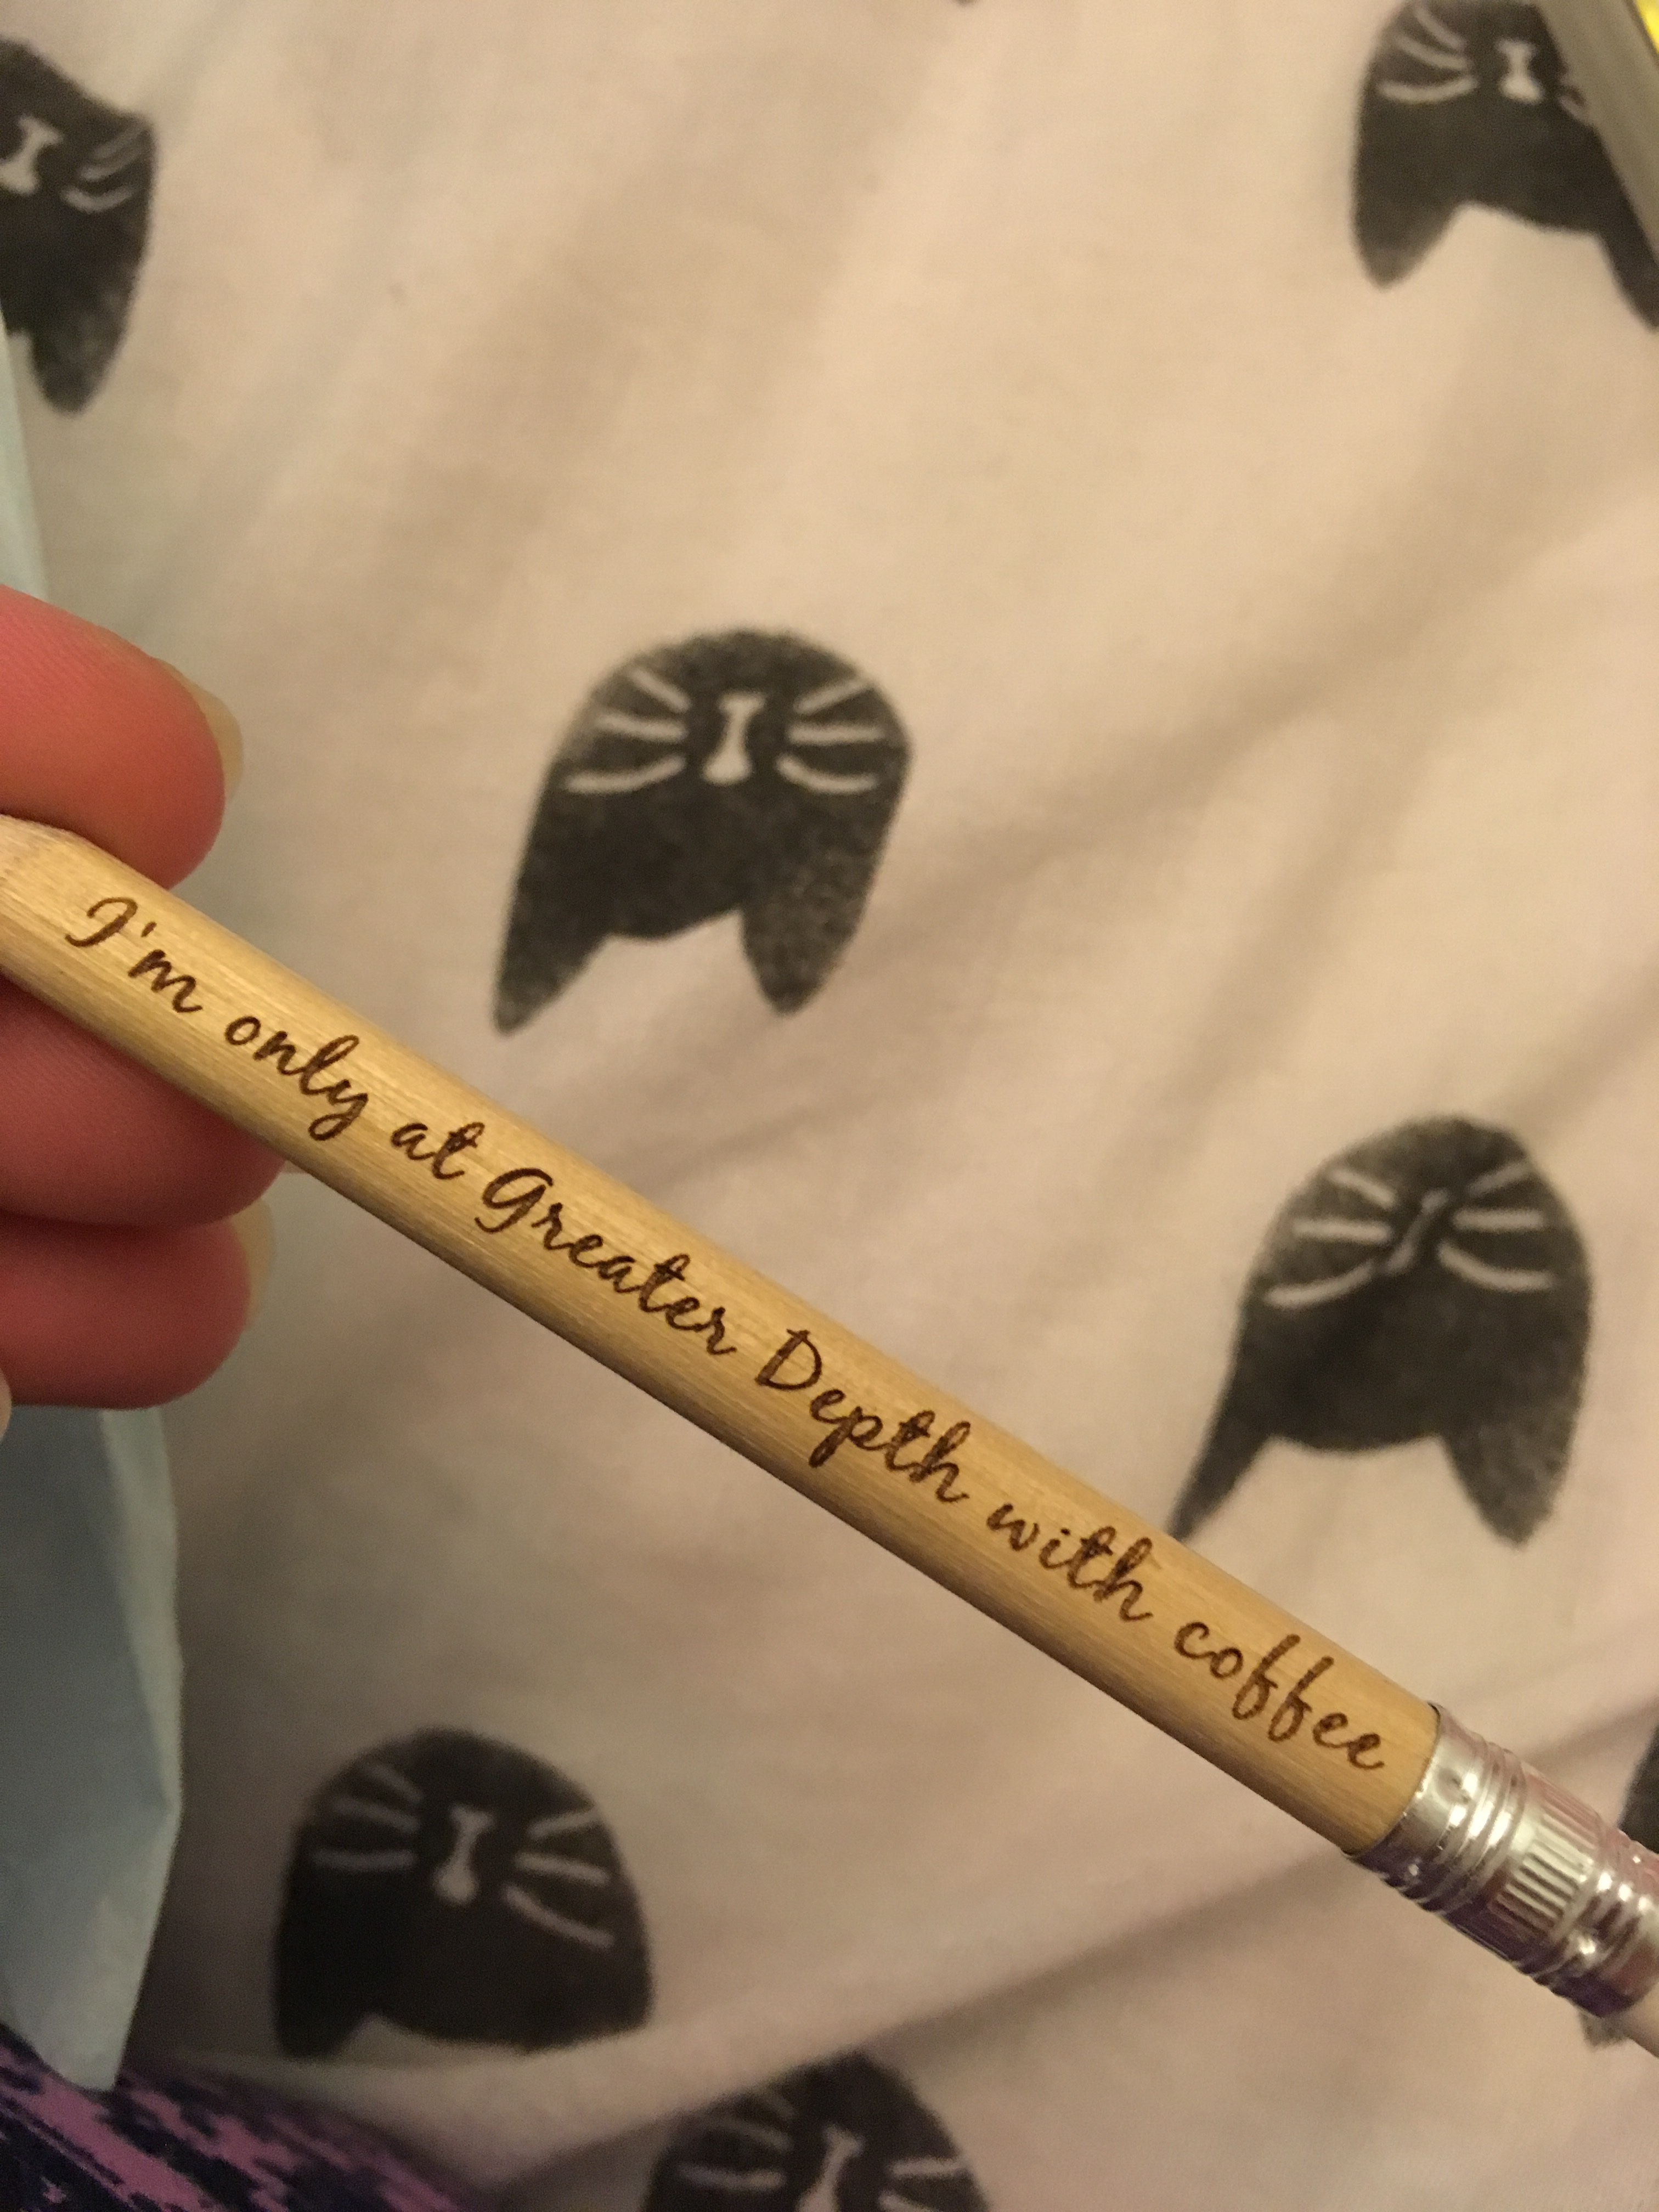 I'm only at Greater Depth with coffee